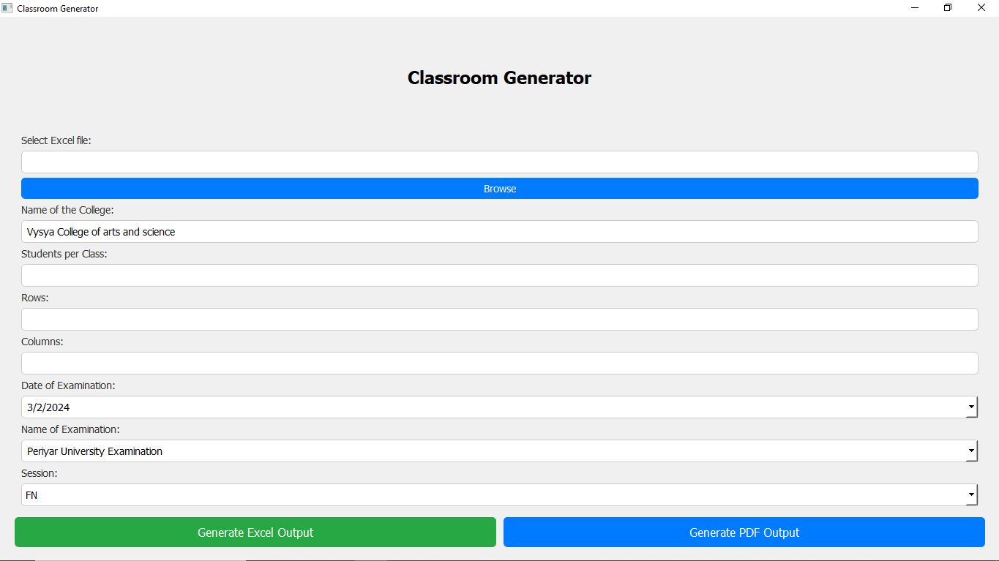 Classroom Generator
Classroom Generator
Select Excel file:
Browse
Name of the College:
Vysya College of arts and science
Students per Class:
Rows:
Columns:
Date of Examination:
3/2/2024
Name of Examination:
Periyar University Examination
Session:
FN
Generate Excel Output
Generate PDF Output